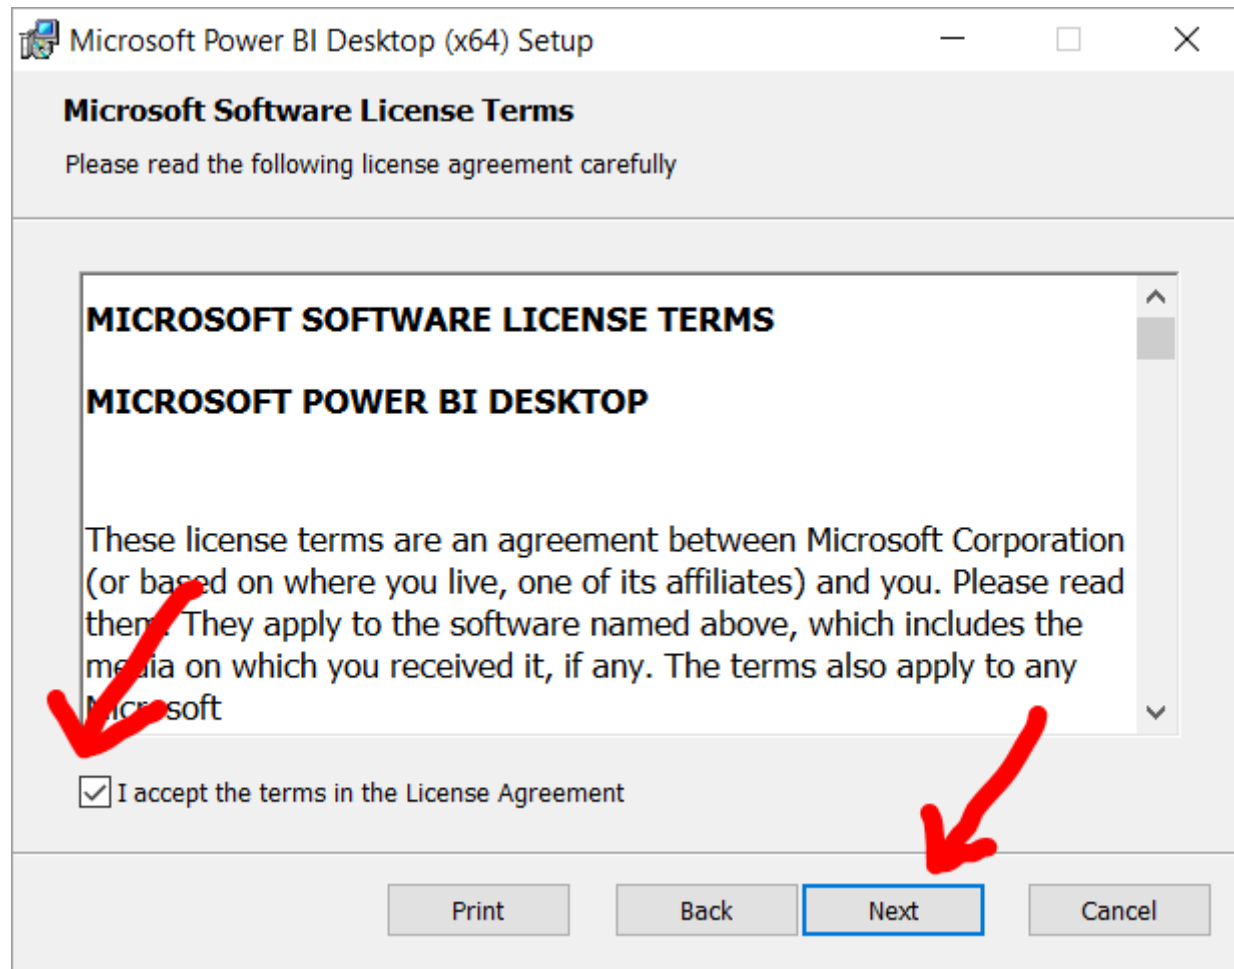 Microsoft Power BI Desktop (x64) Setup
Microsoft Software License Terms
Please read the following license agreement carefully
MICROSOFT SOFTWARE LICENSE TERMS
MICROSOFT POWER BI DESKTOP
These license terms are an agreement between Microsoft Corporation
(or based on where you live, one of its affiliates) and you. Please read
them. They apply to the software named above, which includes the
media on which you received it, if any. The terms also apply to any
Microsoft
I accept the terms in the License Agreement
Print Back Next Cancel